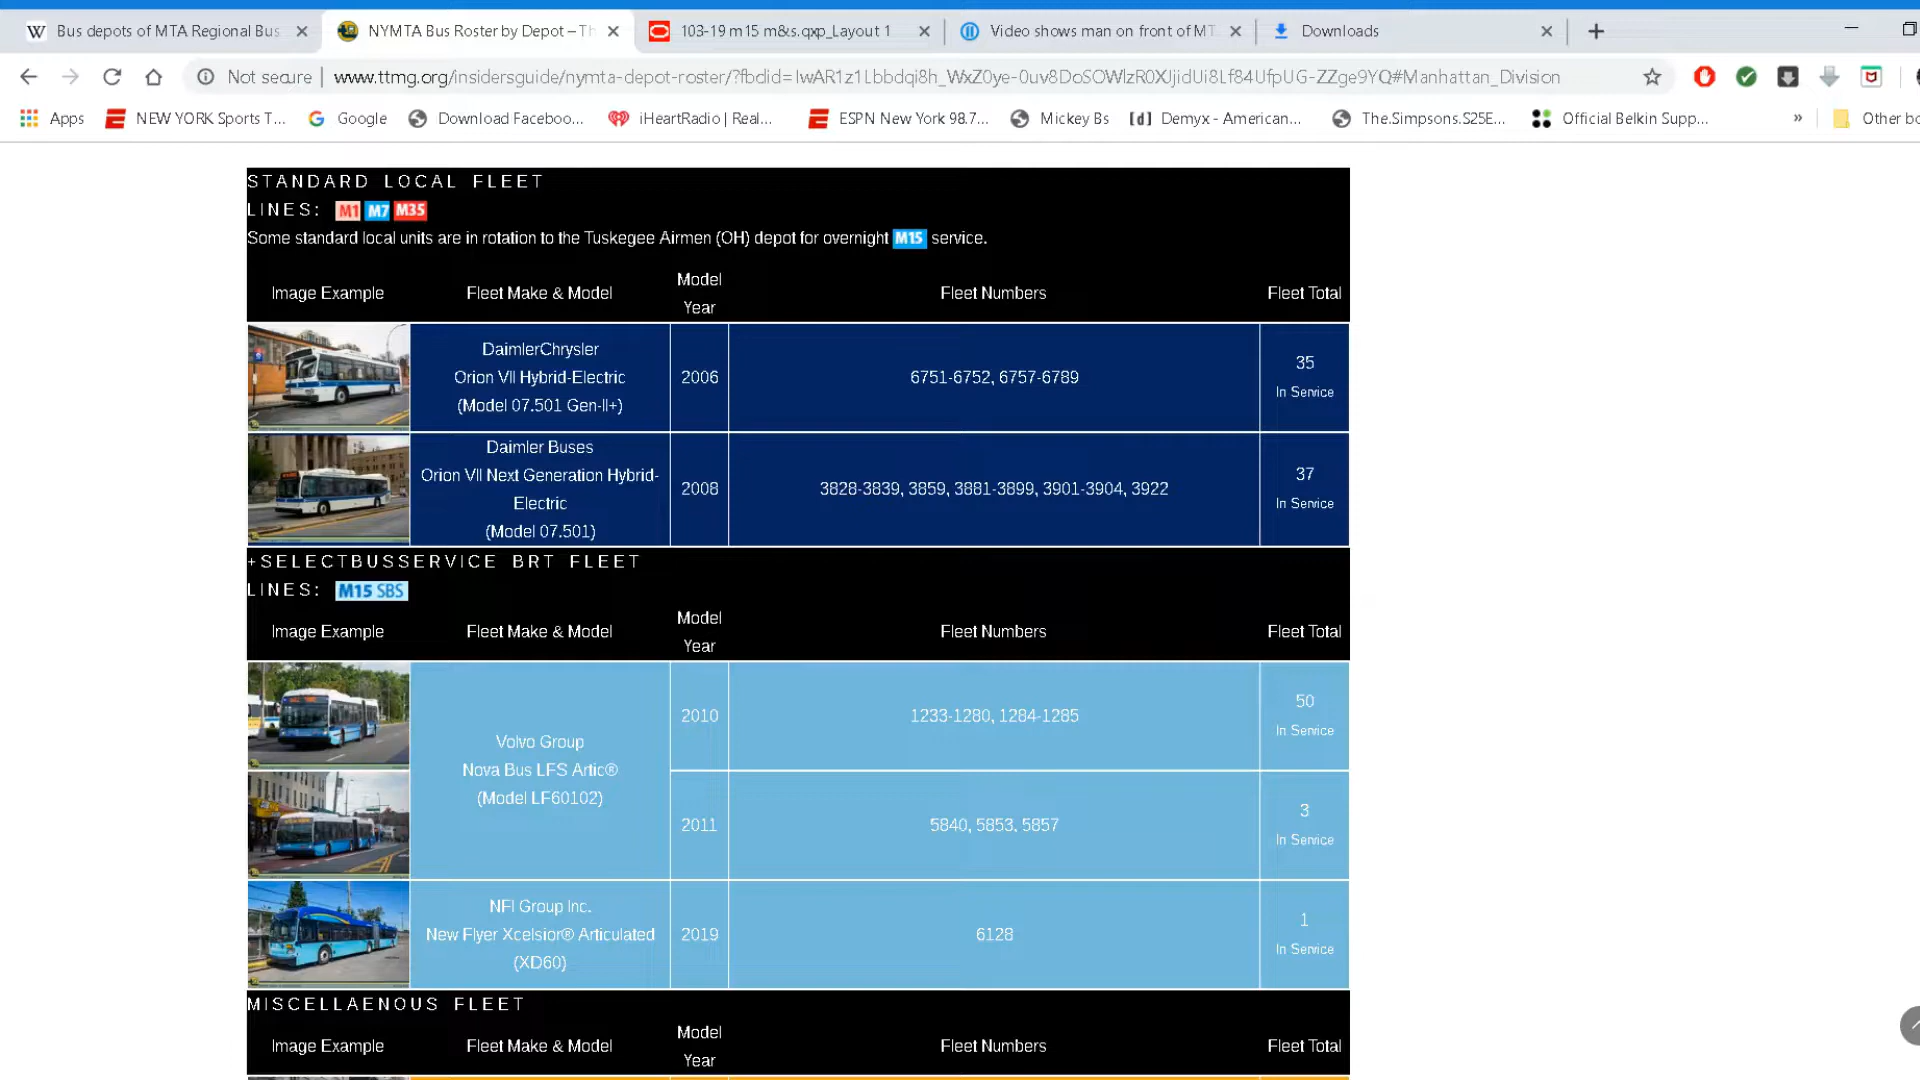 Bus depots of MTA Regional Bus
NYMTA Bus Roster by Depot – Th
103-19 m15 m&s.qxp_Layout 1
Video shows man on front of MT
Downloads
Not secure | www.ttmg.org/insidersguide/nymta-depot-roster/?fbclid=IwAR1z1Lbbdqi8h_WxZ0ye-0uv8DoSOWlzR0XJjidUi8Lf84UfpUG-ZZge9YQ#Manhattan_Division
Apps
NEW YORK Sports T...
Google
Download Faceboo...
iHeartRadio | Real...
ESPN New York 98.7...
Mickey Bs
[d] Demyx - American...
The.Simpsons.S25E...
Official Belkin Supp...
»
Other bo
STANDARD LOCAL FLEET
LINES: M1 M7 M35
Some standard local units are in rotation to the Tuskegee Airmen (OH) depot for overnight M15 service.
Image Example
Fleet Make & Model
Model
Year
Fleet Numbers
Fleet Total
DaimlerChrysler
Orion VII Hybrid-Electric
(Model 07.501 Gen-II+)
2006
6751-6752, 6757-6789
35
In Service
Daimler Buses
Orion VII Next Generation Hybrid-
Electric
(Model 07.501)
2008
3828-3839, 3859, 3881-3899, 3901-3904, 3922
37
In Service
+SELECTBUSSERVICE BRT FLEET
LINES: M15 SBS
Image Example
Fleet Make & Model
Model
Year
Fleet Numbers
Fleet Total
Volvo Group
Nova Bus LFS Artic®
(Model LF60102)
2010
1233-1280, 1284-1285
50
In Service
2011
5840, 5853, 5857
3
In Service
NFI Group Inc.
New Flyer Xcelsior® Articulated
(XD60)
2019
6128
1
In Service
MISCELLAENOUS FLEET
Image Example
Fleet Make & Model
Model
Year
Fleet Numbers
Fleet Total